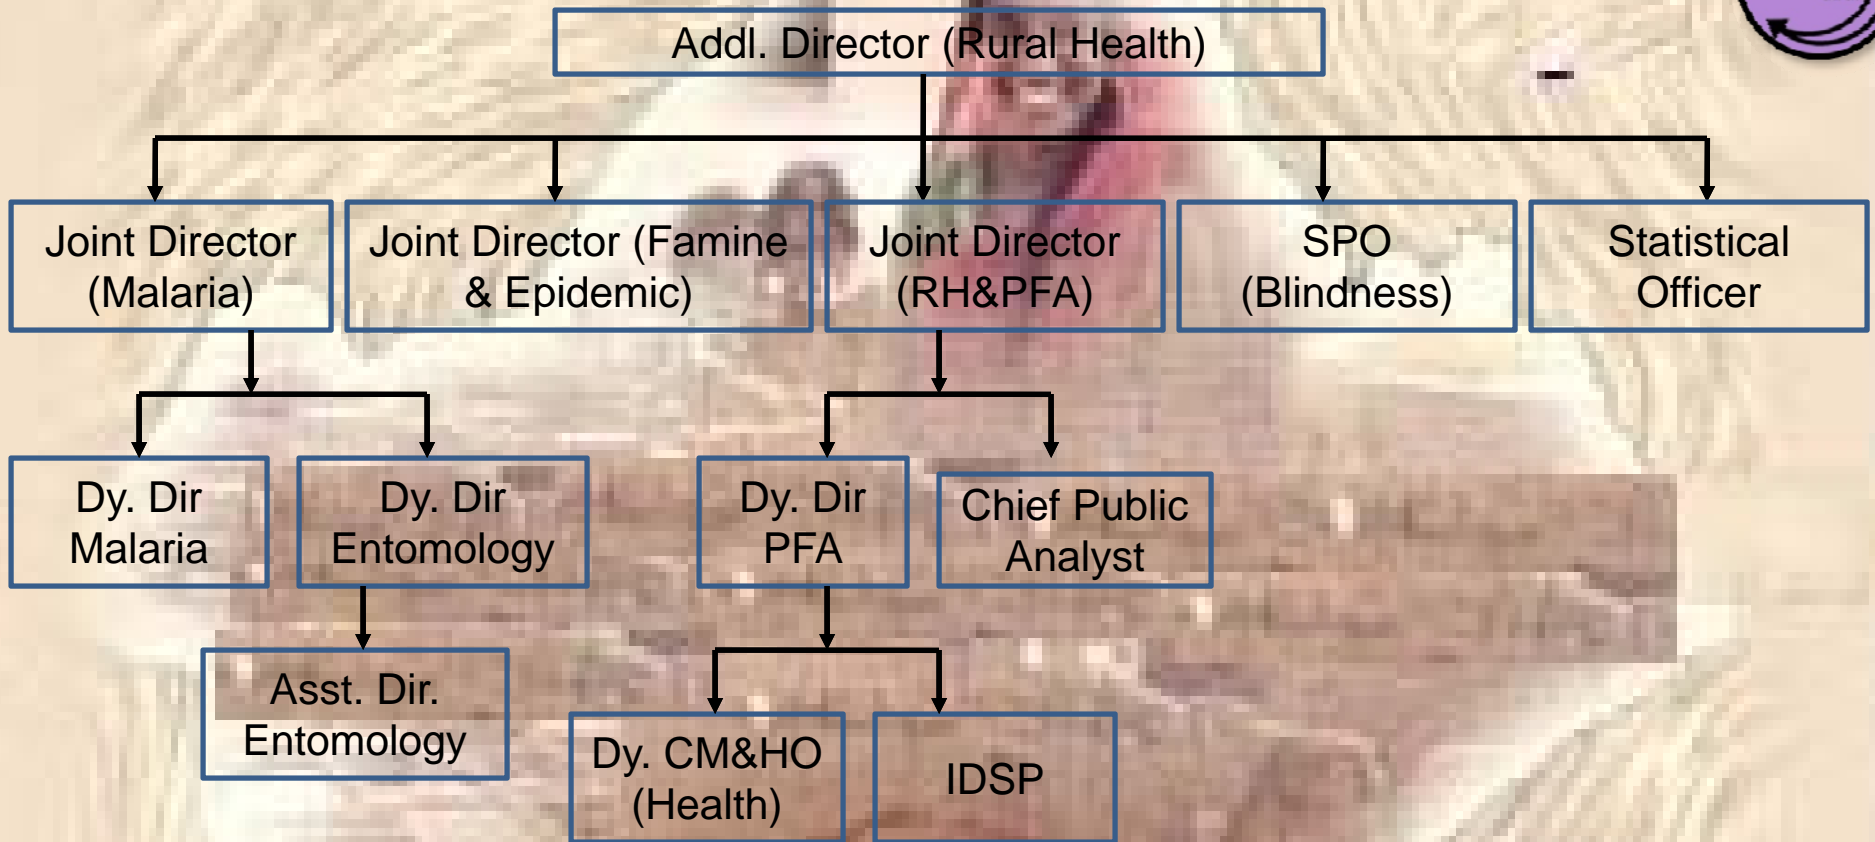 Addl. Director (Rural Health)
Joint Director
(Malaria)
Joint Director (Famine
& Epidemic)
Joint Director
(RH&PFA)
SPO
(Blindness)
Statistical
Officer
Dy. Dir
Malaria
Dy. Dir
Entomology
Dy. Dir
PFA
Chief Public
Analyst
Asst. Dir.
Entomology
Dy. CM&HO
(Health)
IDSP